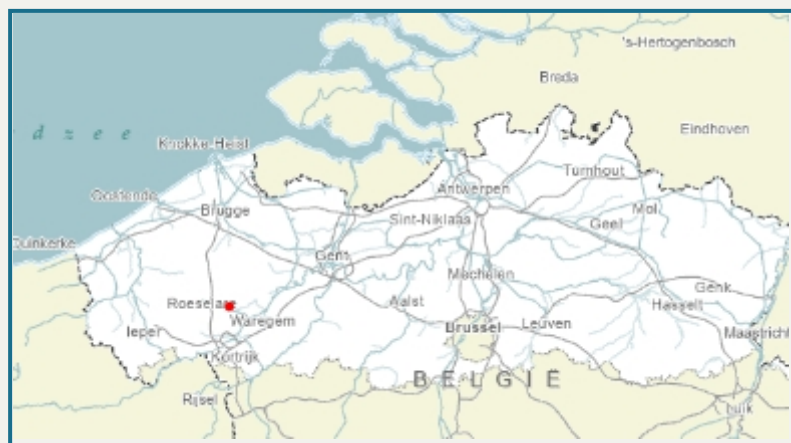 's-Hertogenbosch
Breda
d z e e
Eindhoven
Knokke-Heist
Turnhout
Antwerpen
Oostende
Mol
Brugge
Sint-Niklaas
Geel
Duinkerke
Gent
Mechelen
Genk
Roeselare
Aalst
Hasselt
Waregem
Ieper
Brussel
Leuven
Maastricht
Kortrijk
BELGIË
Rijsel
Luik